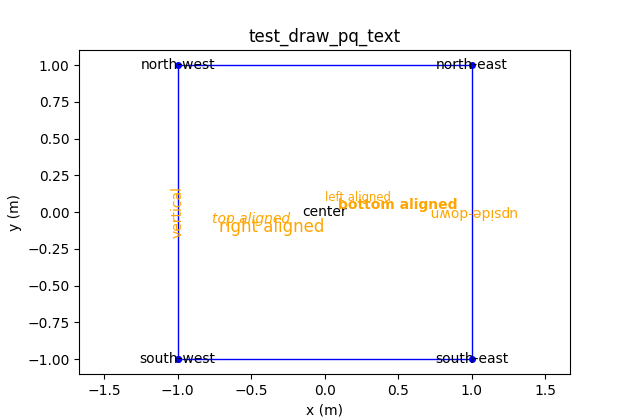 test_draw_pq_text
1.00
0.75
0.50
0.25
0.00
−0.25
−0.50
−0.75
−1.00
y (m)
north-west
north-east
left aligned
bottom aligned
center
vertical
top aligned
right aligned
upside-down
south-west
south-east
−1.5 −1.0 −0.5 0.0 0.5 1.0 1.5
x (m)